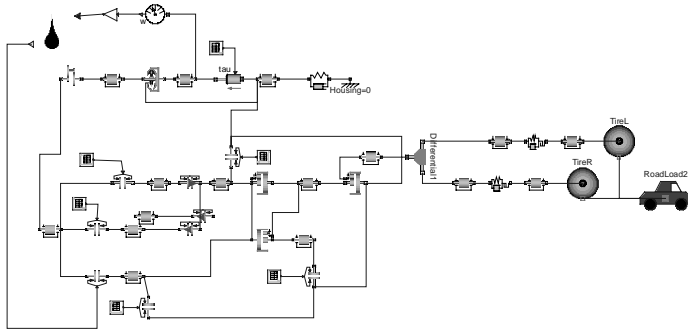 w
tau
Housing=0
TireL
Differential1
TireR
RoadLoad2